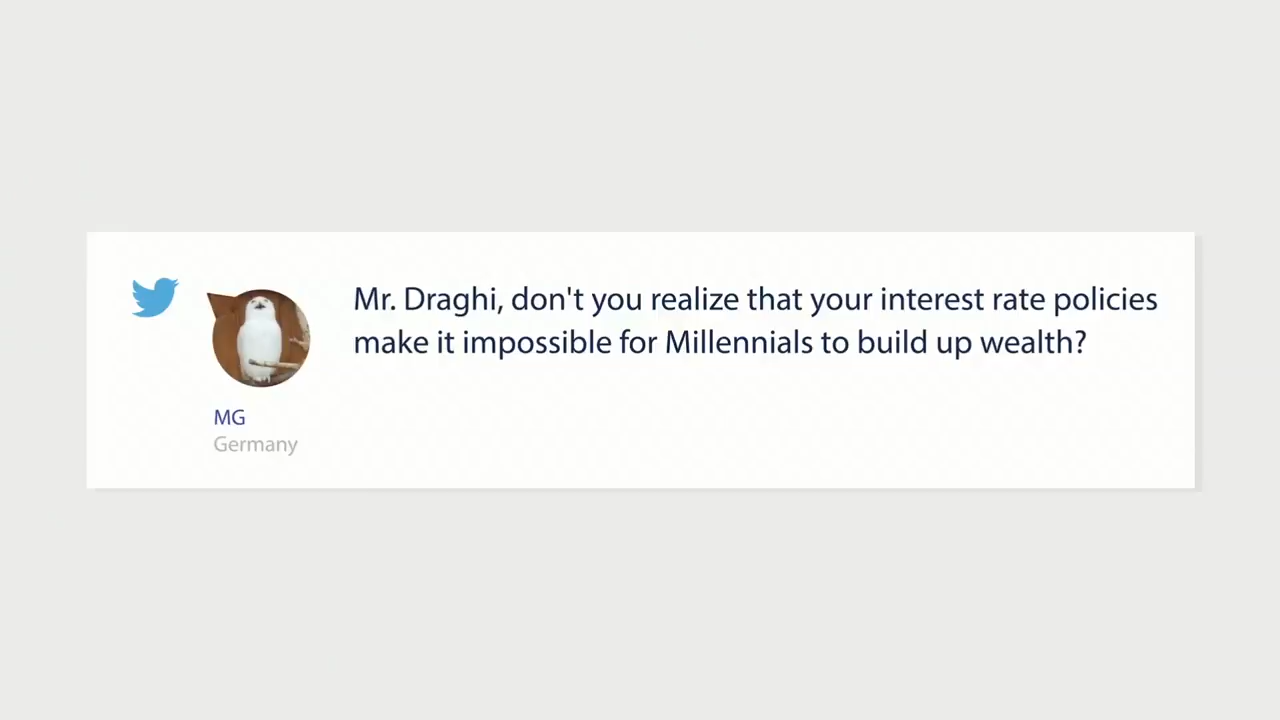 Mr. Draghi, don't you realize that your interest rate policies
make it impossible for Millennials to build up wealth?
MG
Germany